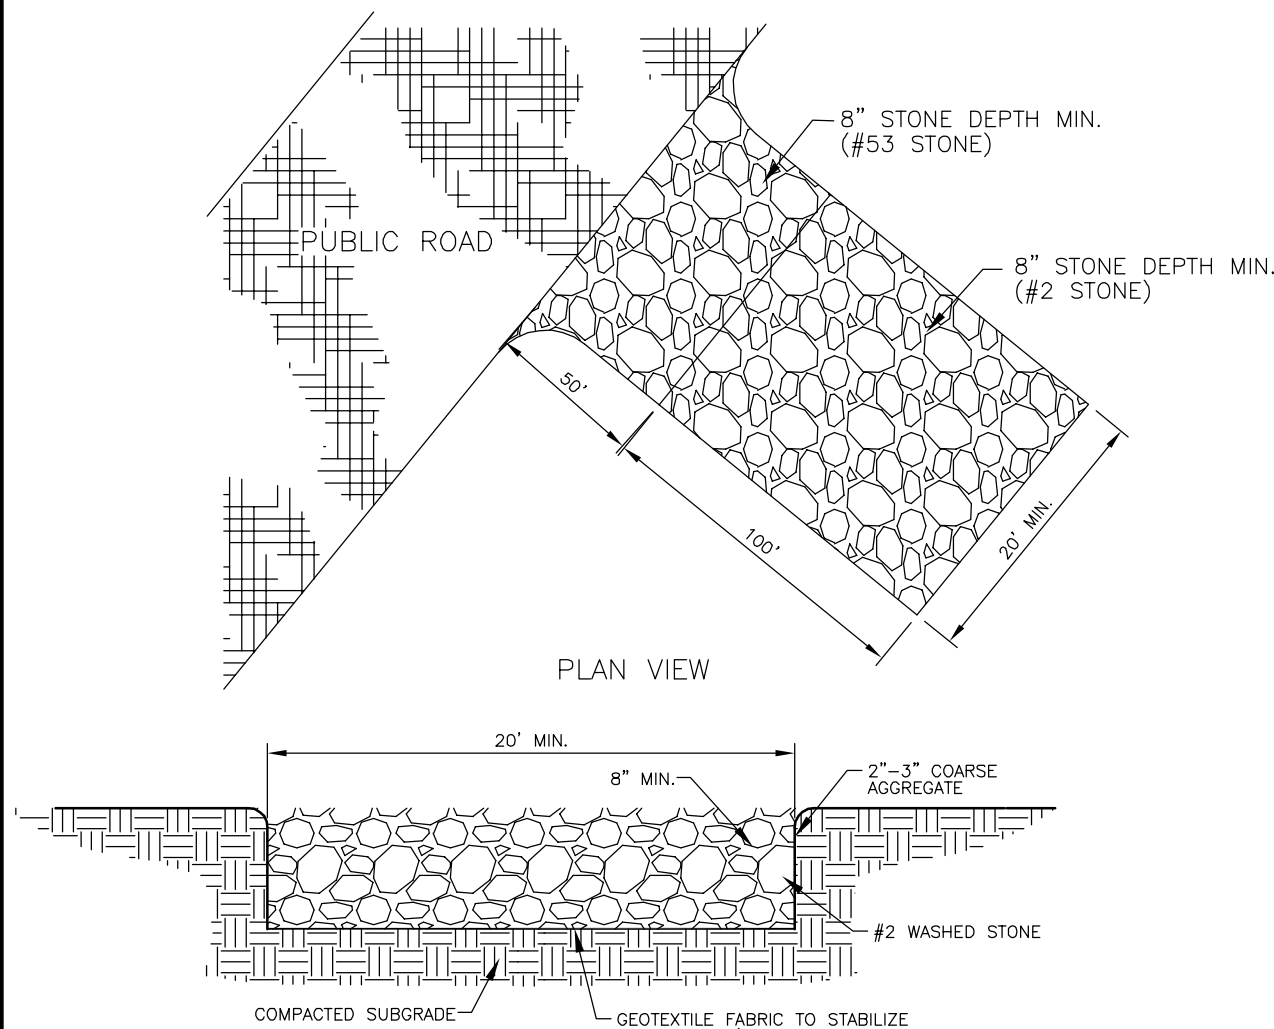 8” STONE DEPTH MIN.
(#53 STONE)
PUBLIC ROAD
8” STONE DEPTH MIN.
(#2 STONE)
50’
100’
20’ MIN.
PLAN VIEW
20’ MIN.
8” MIN.
2”–3” COARSE
AGGREGATE
#2 WASHED STONE
COMPACTED SUBGRADE
GEOTEXTILE FABRIC TO STABILIZE